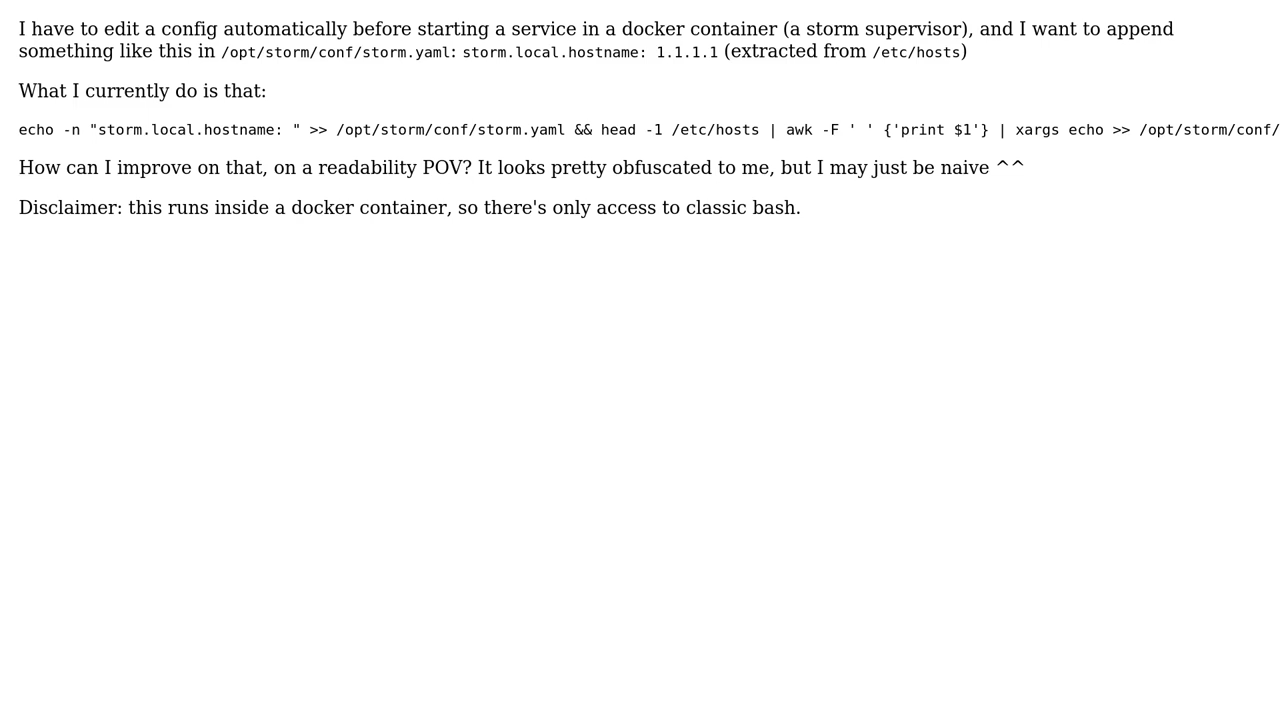 I have to edit a config automatically before starting a service in a docker container (a storm supervisor), and I want to append
something like this in /opt/storm/conf/storm.yaml: storm.local.hostname: 1.1.1.1 (extracted from /etc/hosts)
What I currently do is that:
echo -n "storm.local.hostname: " >> /opt/storm/conf/storm.yaml && head -1 /etc/hosts | awk -F ' ' {'print $1'} | xargs echo >> /opt/storm/conf/
How can I improve on that, on a readability POV? It looks pretty obfuscated to me, but I may just be naive ^^
Disclaimer: this runs inside a docker container, so there's only access to classic bash.